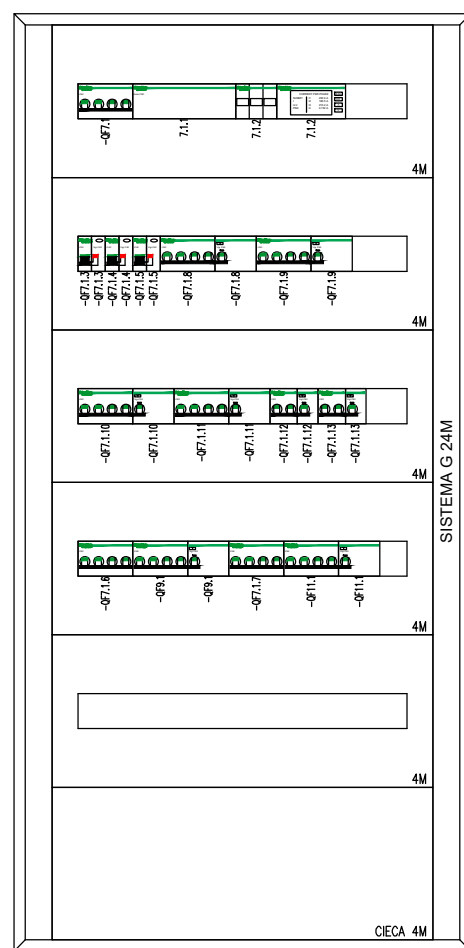 -QF7.1
7.1.1
7.1.2
7.1.2
4M
-QF7.1.3
-QF7.1.3
-QF7.1.4
-QF7.1.4
-QF7.1.5
-QF7.1.5
-QF7.1.8
-QF7.1.8
-QF7.1.9
-QF7.1.9
4M
-QF7.1.10
-QF7.1.10
-QF7.1.11
-QF7.1.11
-QF7.1.12
-QF7.1.12
-QF7.1.13
-QF7.1.13
4M
SISTEMA G 24M
-QF7.1.6
-QF9.1
-QF9.1
-QF7.1.7
-QF11.1
-QF11.1
4M
4M
CIECA 4M